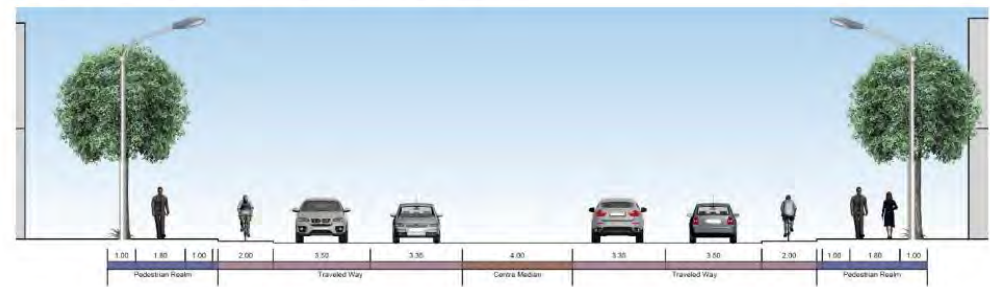 1.00 1.80 1.00 2.00 3.50 3.35 4.00 3.35 3.50 2.00 1.00 1.80 1.00
Pedestrian Realm Traveled Way Centre Median Traveled Way Pedestrian Realm